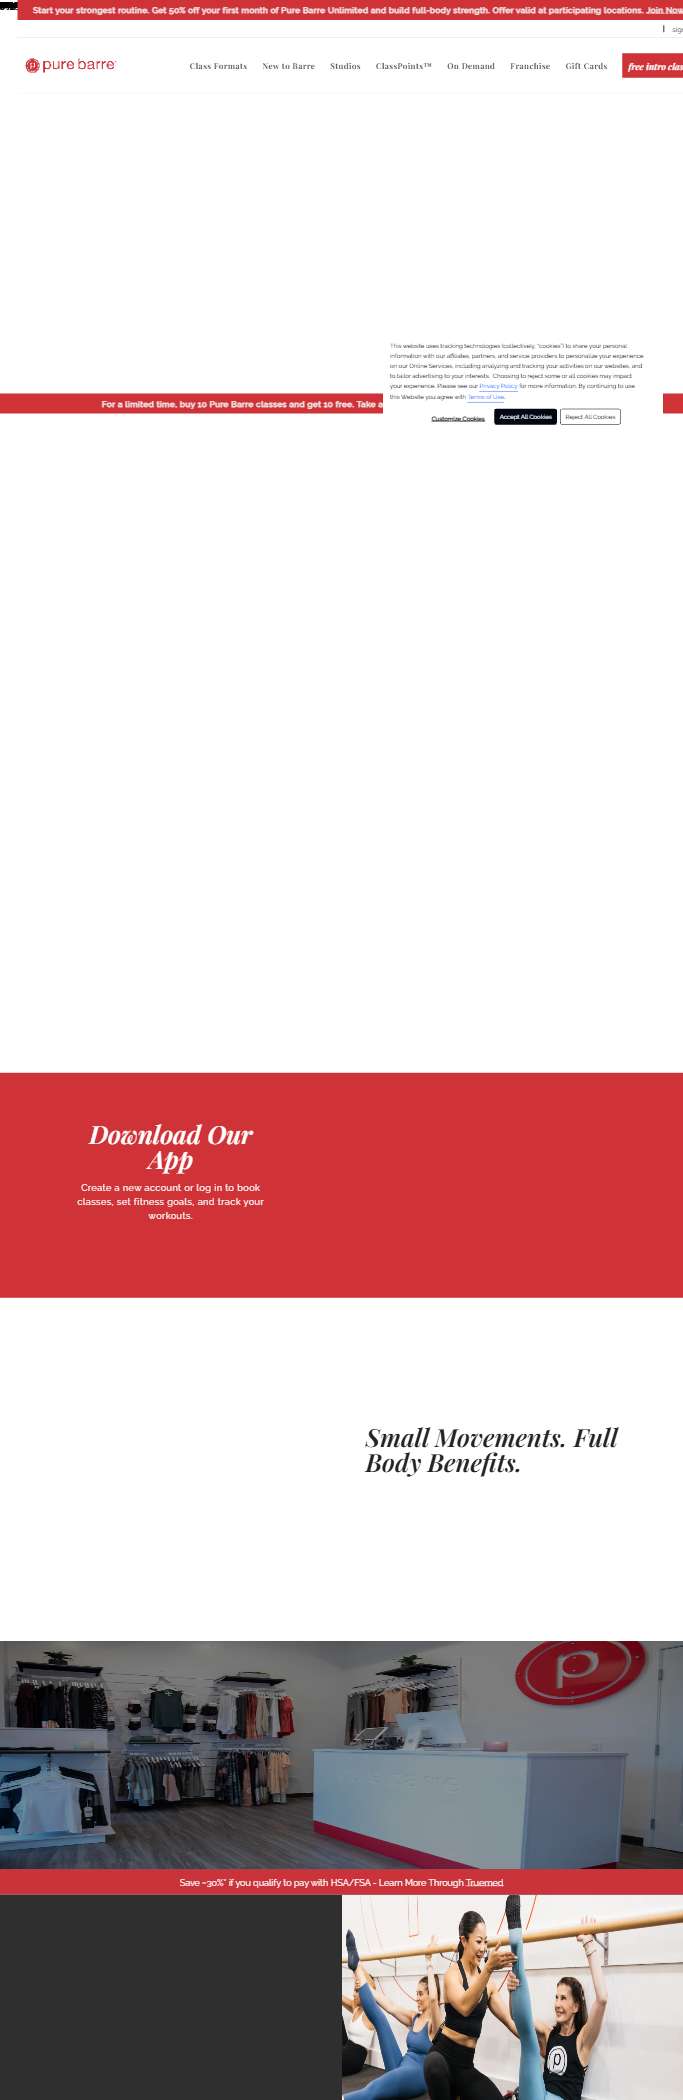 Start your strongest routine. Get 50% off your first month of Pure Barre Unlimited and build full-body strength. Offer valid at participating locations. Join Now
pure barre
Class Formats New to Barre Studios ClassPoints™ On Demand Franchise Gift Cards free intro
This website uses tracking technologies (collectively, "cookies") to share your personal
information with our affiliates, partners, and service providers to personalize your experience
on our Online Services, including analyzing and tracking your activities on our websites, and
to tailor advertising to your interests. Choosing to reject some or all cookies may impact
your experience. Please see our Privacy Policy for more information. By continuing to use
this Website you agree with Terms of Use.
Customize Cookies Accept All Cookies Reject All Cookies
For a limited time, buy 10 Pure Barre classes and get 10 free. Take a
Download Our
App
Create a new account or log in to book
classes, set fitness goals, and track your
workouts.
Small Movements. Full
Body Benefits.
Save ~30%* if you qualify to pay with HSA/FSA - Learn More Through Truemed